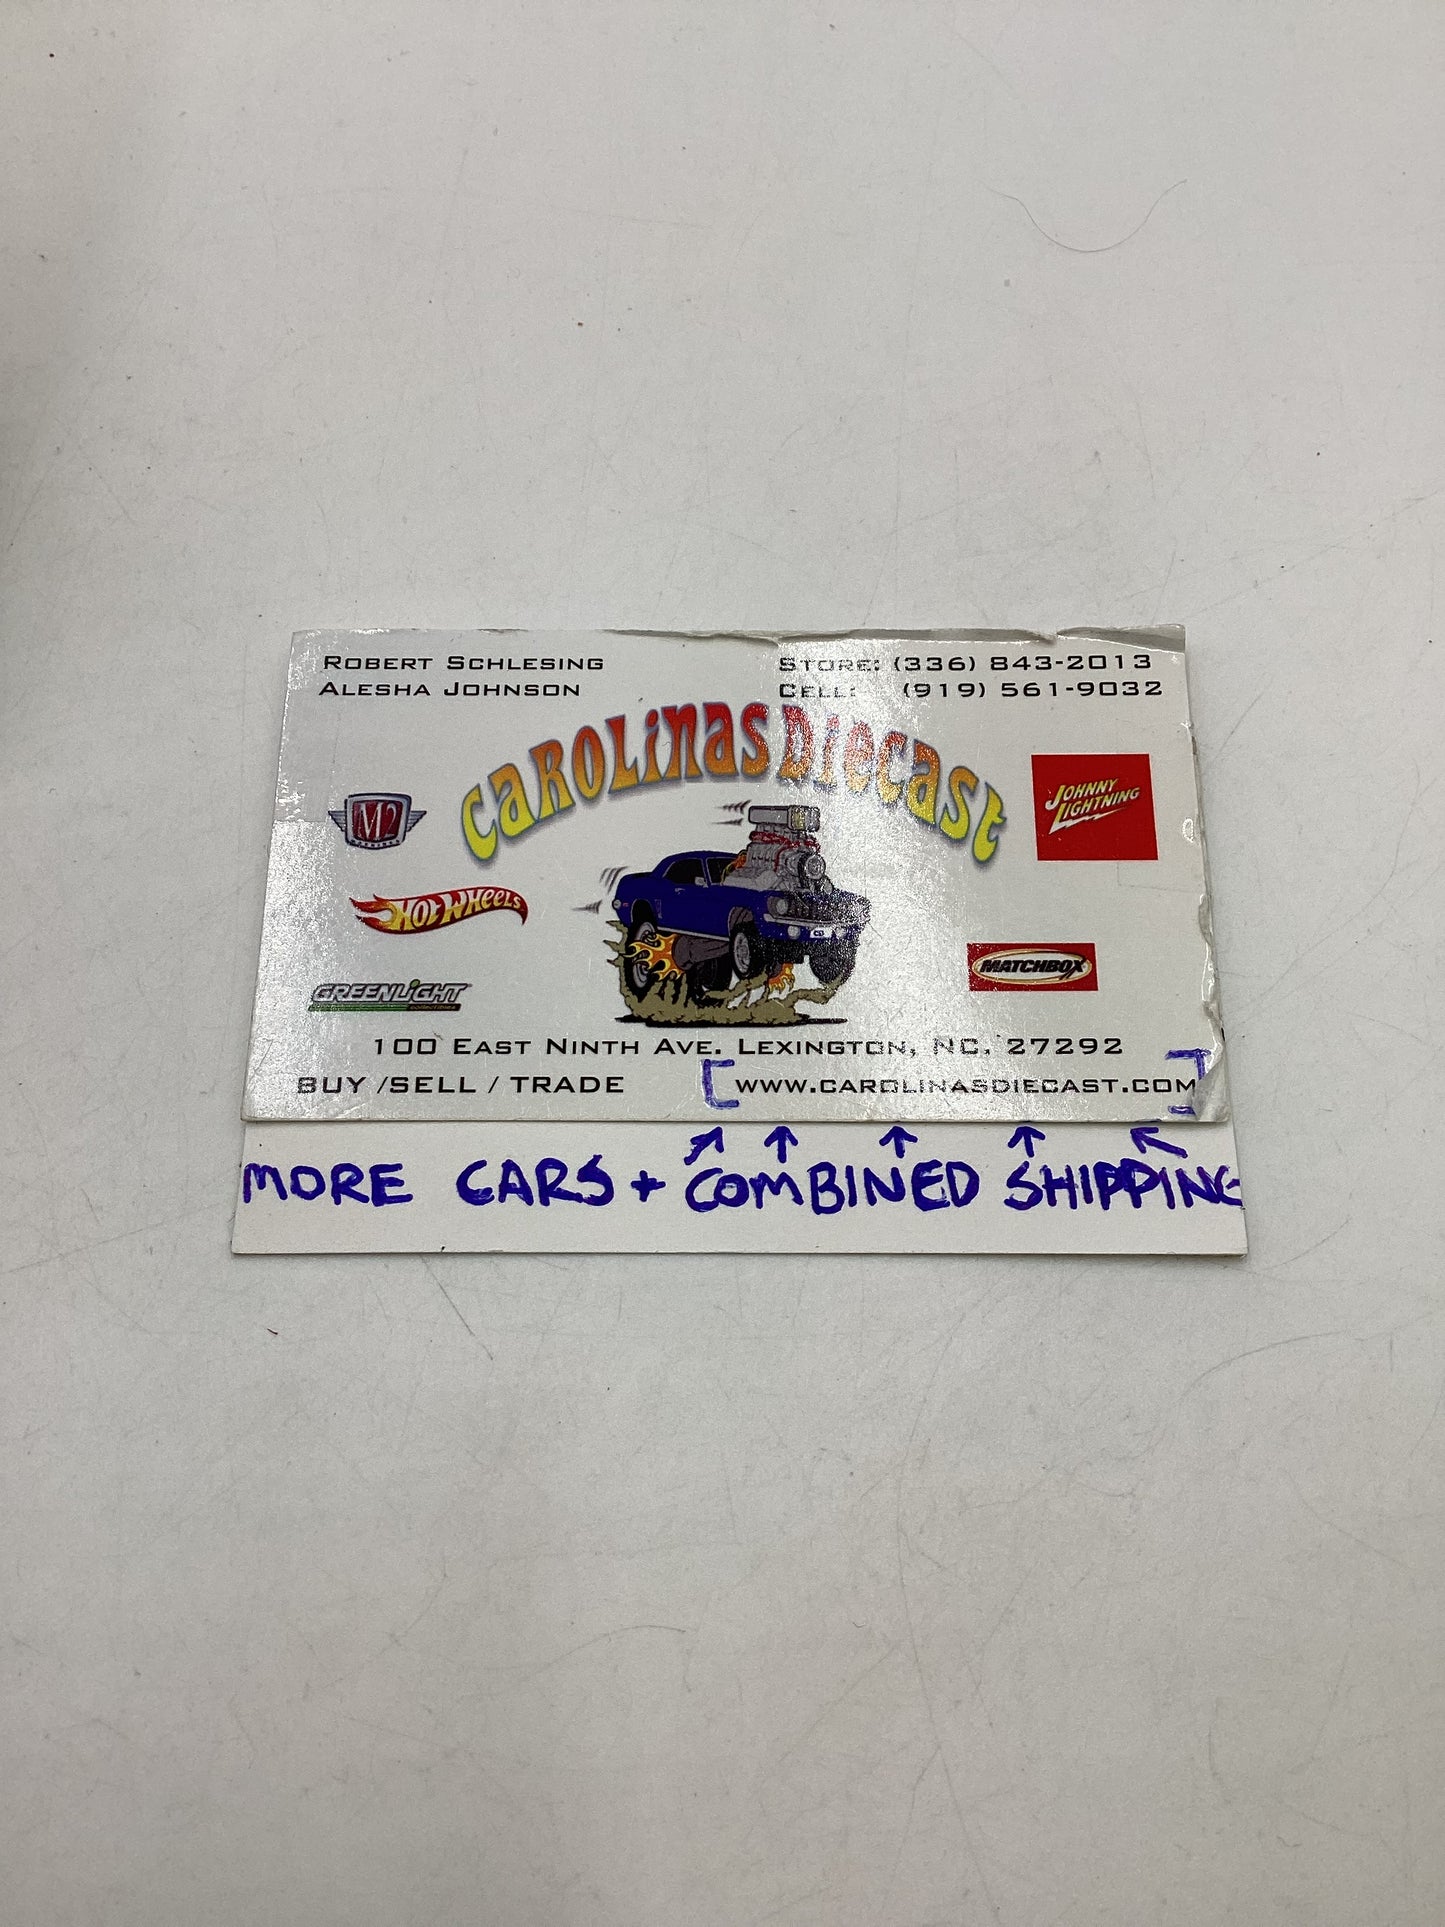 ROBERT SCHLESING
ALESHA JOHNSON
STORE: (336) 843-2013
CELL: (919) 561-9032
CAROLINAS DIECAST
M2
MACHINES
JOHNNY
LIGHTNING
HOT WHEELS
MATCHBOX
GREENLIGHT
100 EAST NINTH AVE. LEXINGTON, NC, 27292
BUY /SELL / TRADE
[WWW.CAROLINASDIECAST.COM]
MORE CARS + COMBINED SHIPPING